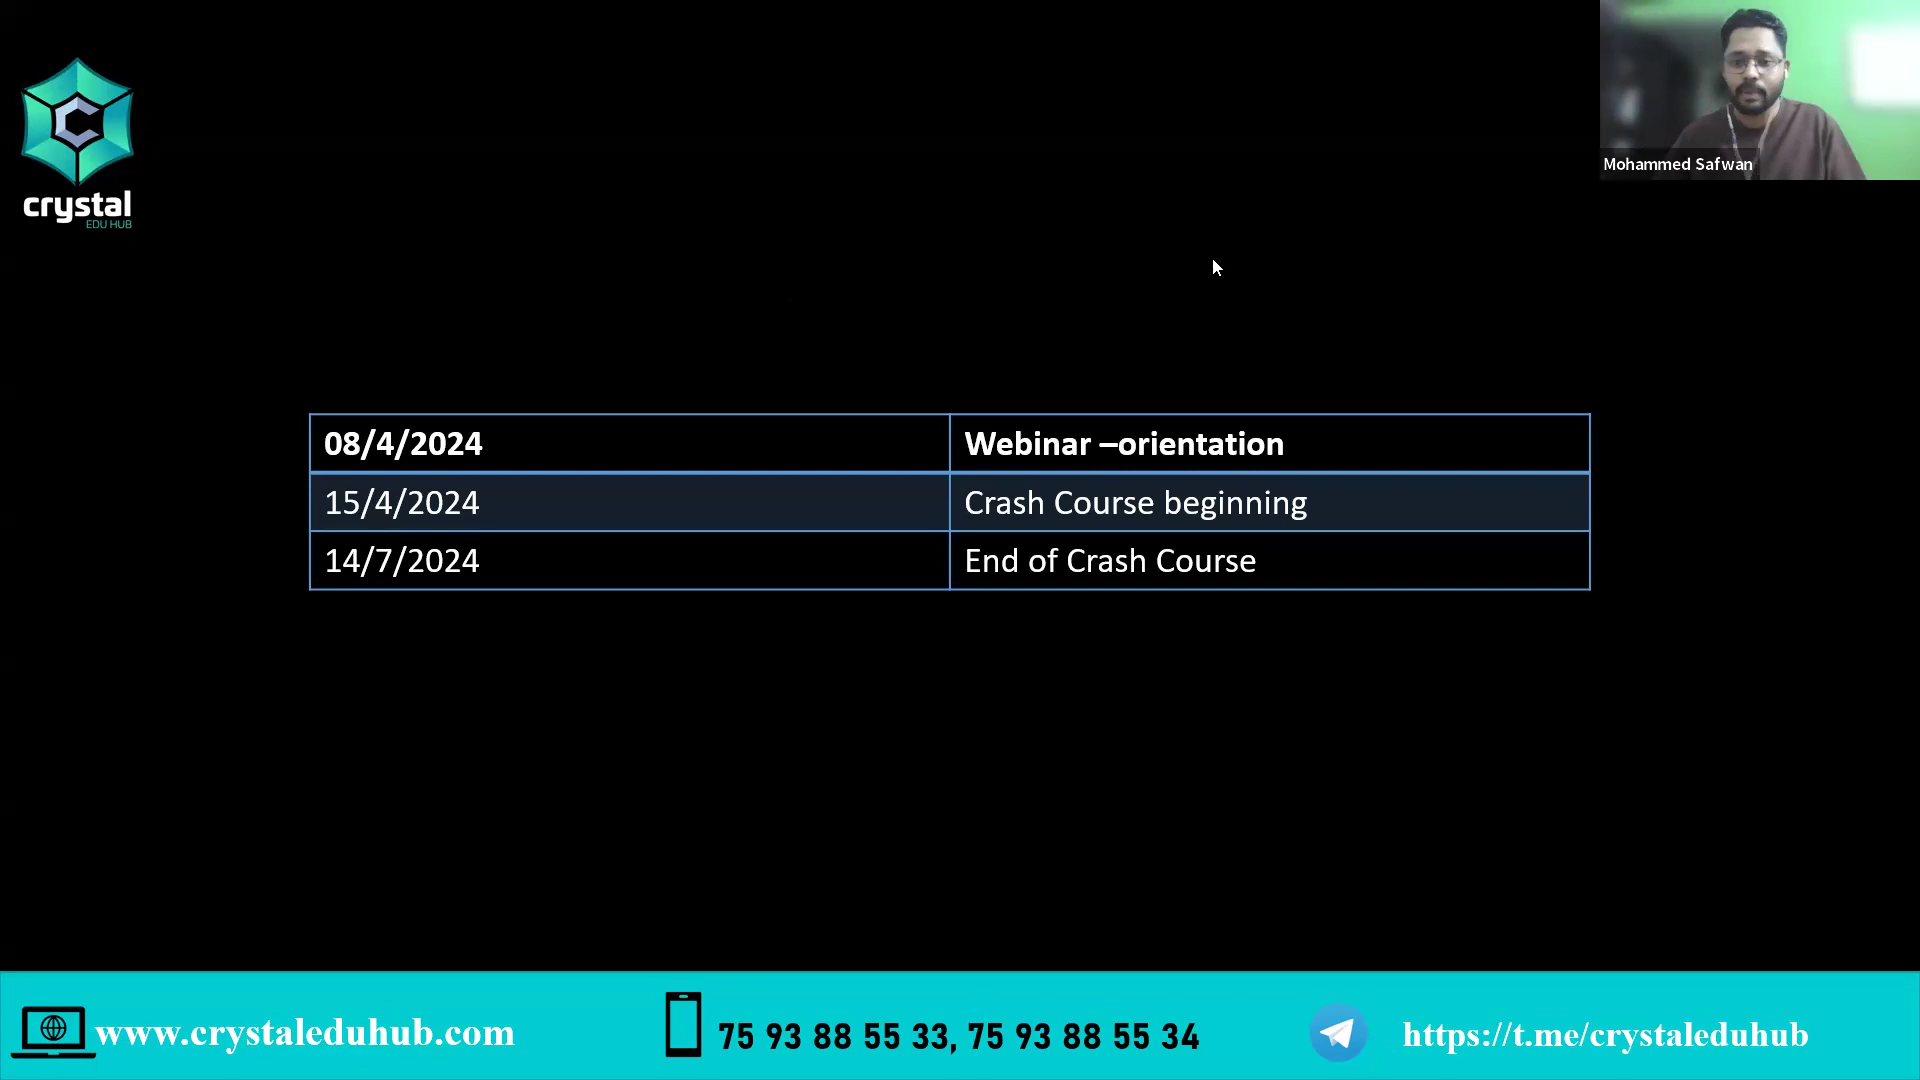 crystal
EDU HUB
Mohammed Safwan
08/4/2024 Webinar –orientation
15/4/2024 Crash Course beginning
14/7/2024 End of Crash Course
www.crystaleduhub.com
75 93 88 55 33, 75 93 88 55 34
https://t.me/crystaleduhub